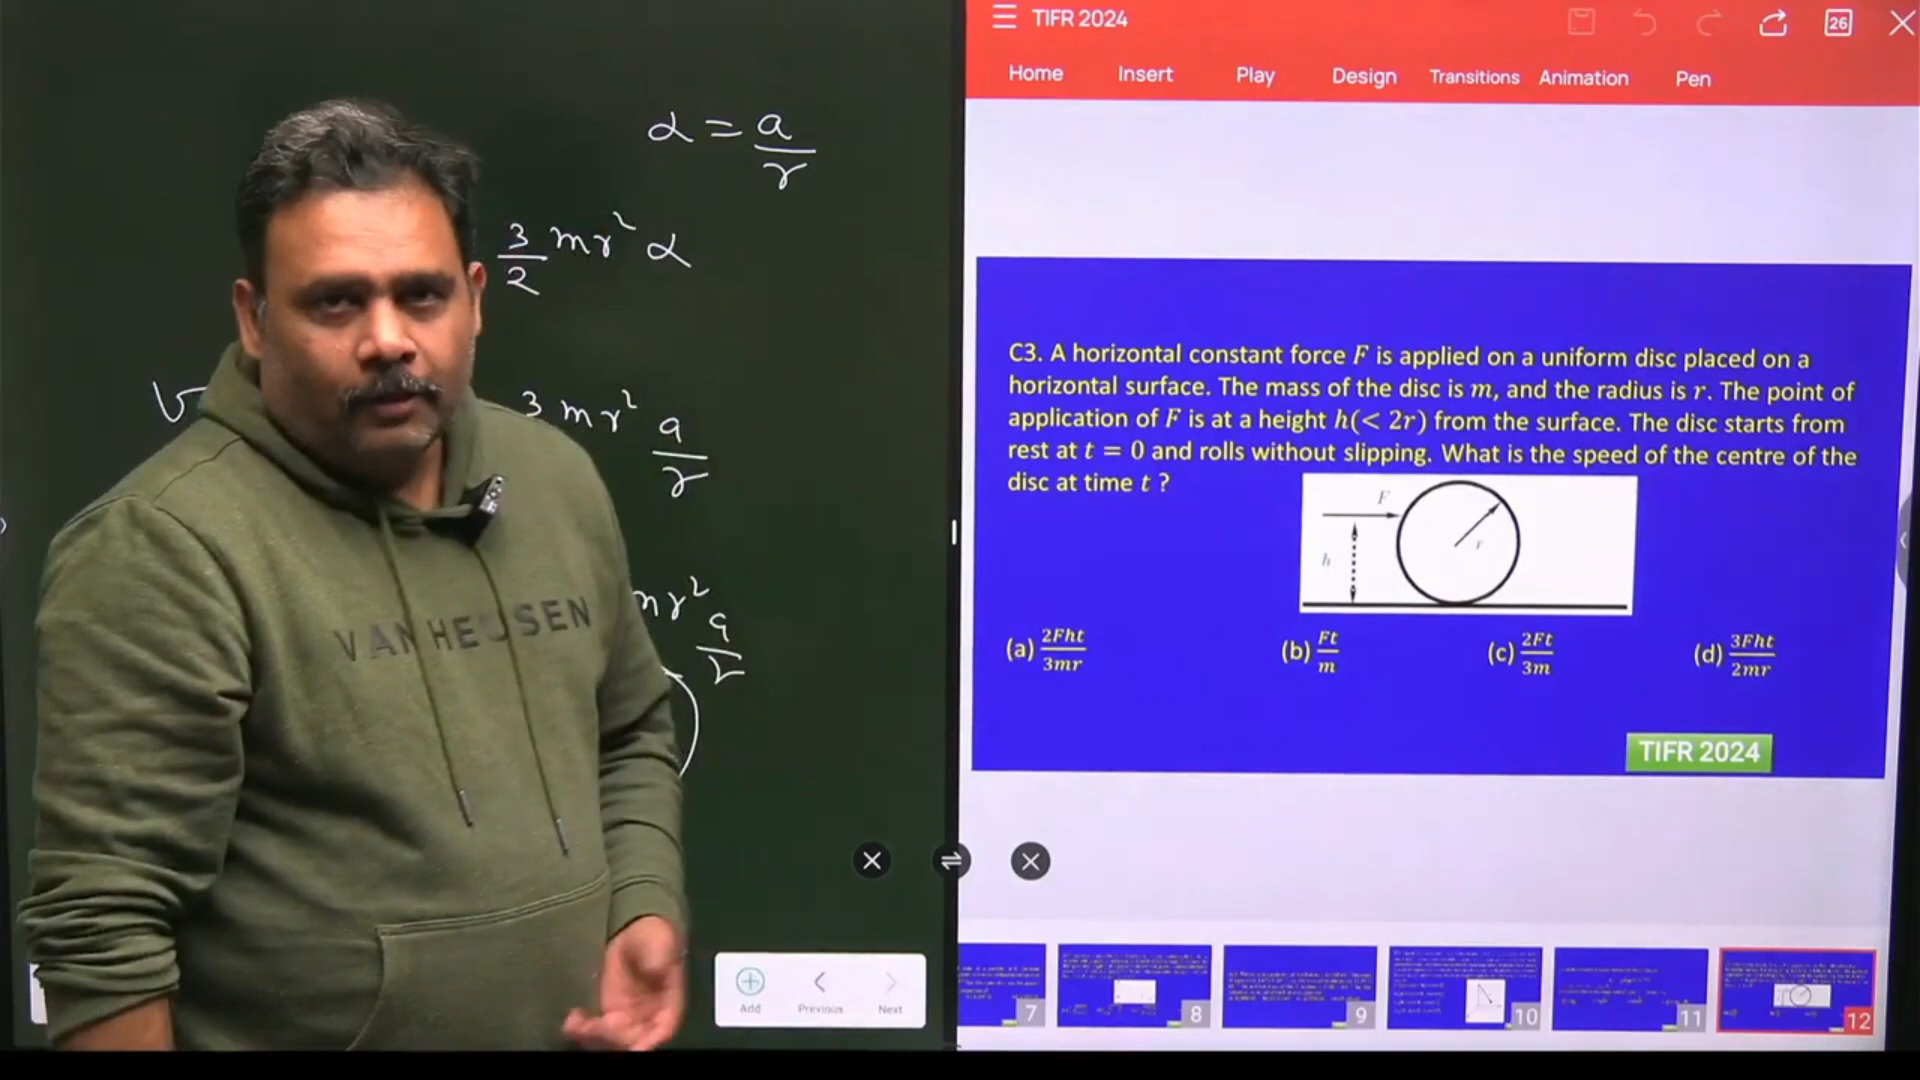 TIFR 2024
26
Home Insert Play Design Transitions Animation Pen
α = a/r
3/2 mr² α
3 mr² a/r
mr² a/r
VAN HEUSEN
C3. A horizontal constant force F is applied on a uniform disc placed on a
horizontal surface. The mass of the disc is m, and the radius is r. The point of
application of F is at a height h(< 2r) from the surface. The disc starts from
rest at t = 0 and rolls without slipping. What is the speed of the centre of the
disc at time t ?
F
h
r
(a) 2Fht/3mr (b) Ft/m (c) 2Ft/3m (d) 3Fht/2mr
TIFR 2024
Add Previous Next
7 8 9 10 11 12